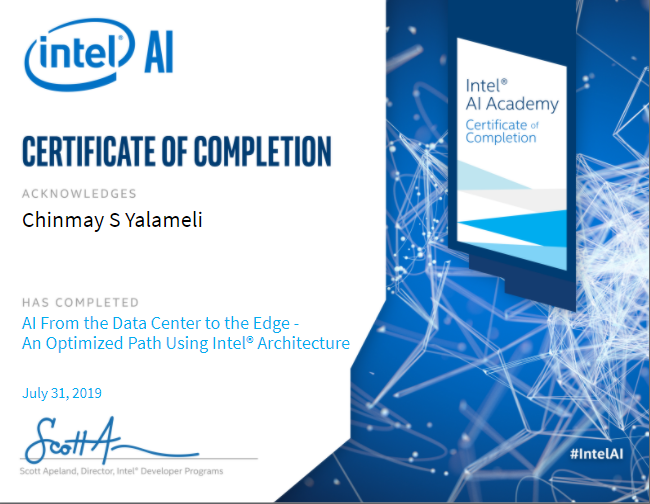 intel AI
CERTIFICATE OF COMPLETION
ACKNOWLEDGES
Chinmay S Yalameli
HAS COMPLETED
AI From the Data Center to the Edge -
An Optimized Path Using Intel® Architecture
July 31, 2019
Scott A
Scott Apeland, Director, Intel® Developer Programs
Intel®
AI Academy
Certificate of
Completion
#IntelAI